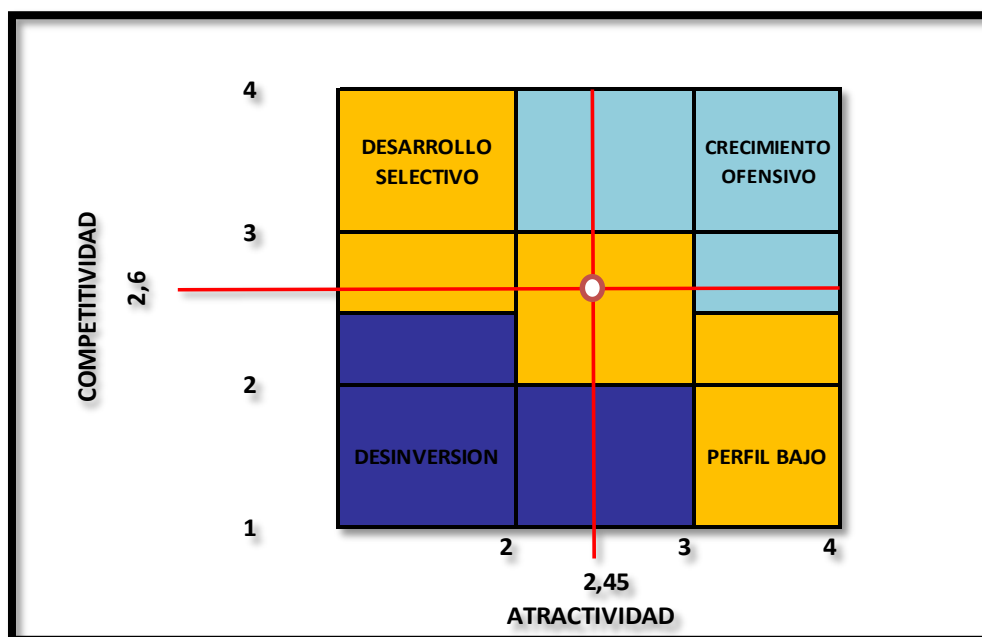 4
DESARROLLO
SELECTIVO
CRECIMIENTO
OFENSIVO
3
COMPETITIVIDAD
2,6
2
DESINVERSION
PERFIL BAJO
1
2
3
4
2,45
ATRACTIVIDAD